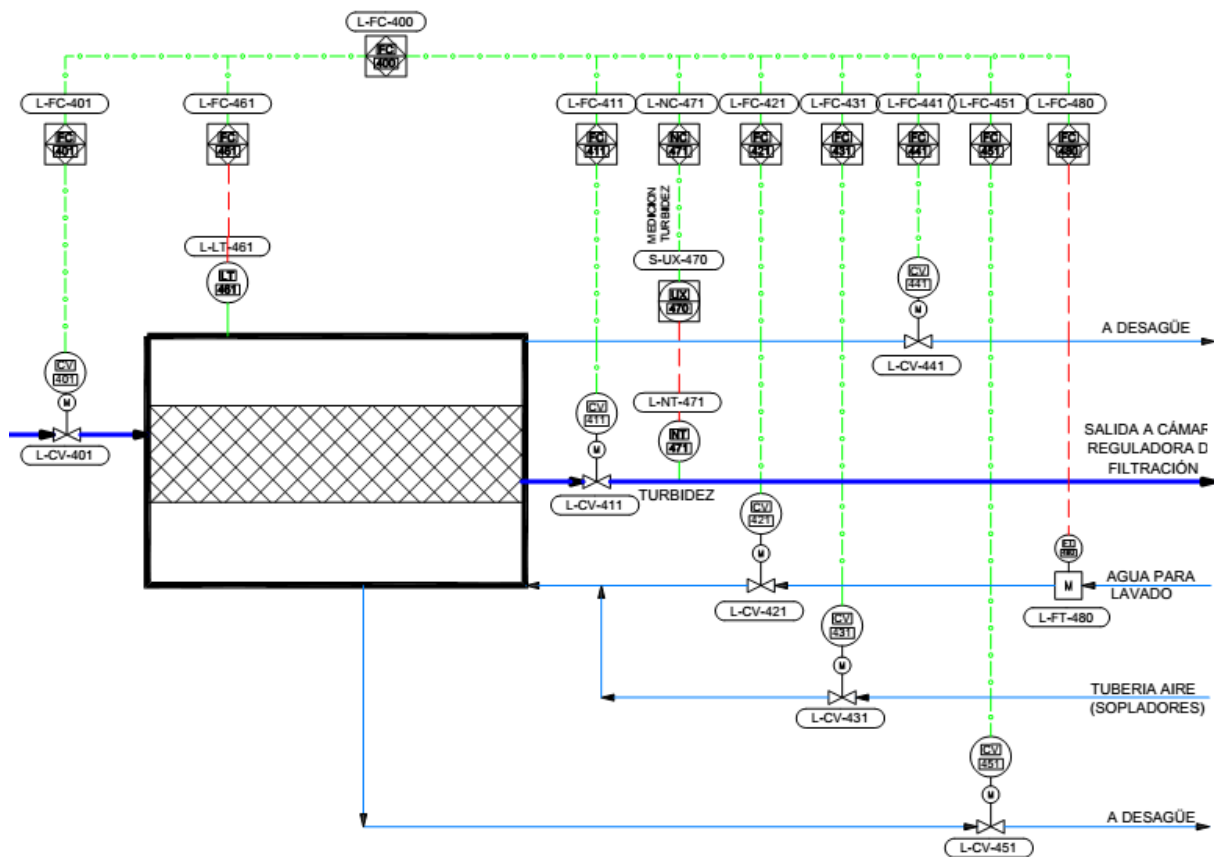 L-FC-400
FC
400
L-FC-401
L-FC-461
L-FC-411
L-NC-471
L-FC-421
L-FC-431
L-FC-441
L-FC-451
L-FC-480
FC
401
FC
461
FC
411
NC
471
FC
421
FC
431
FC
441
FC
451
FC
480
MEDICION
TURBIDEZ
L-LT-461
LT
461
S-UX-470
UX
470
CV
441
M
A DESAGÜE
L-CV-441
CV
401
M
L-CV-401
L-NT-471
CV
411
M
NT
471
SALIDA A CÁMAR
REGULADORA D
FILTRACIÓN
L-CV-411
TURBIDEZ
CV
421
M
L-CV-421
M
AGUA PARA
LAVADO
L-FT-480
CV
431
M
L-CV-431
TUBERIA AIRE
(SOPLADORES)
CV
451
M
A DESAGÜE
L-CV-451